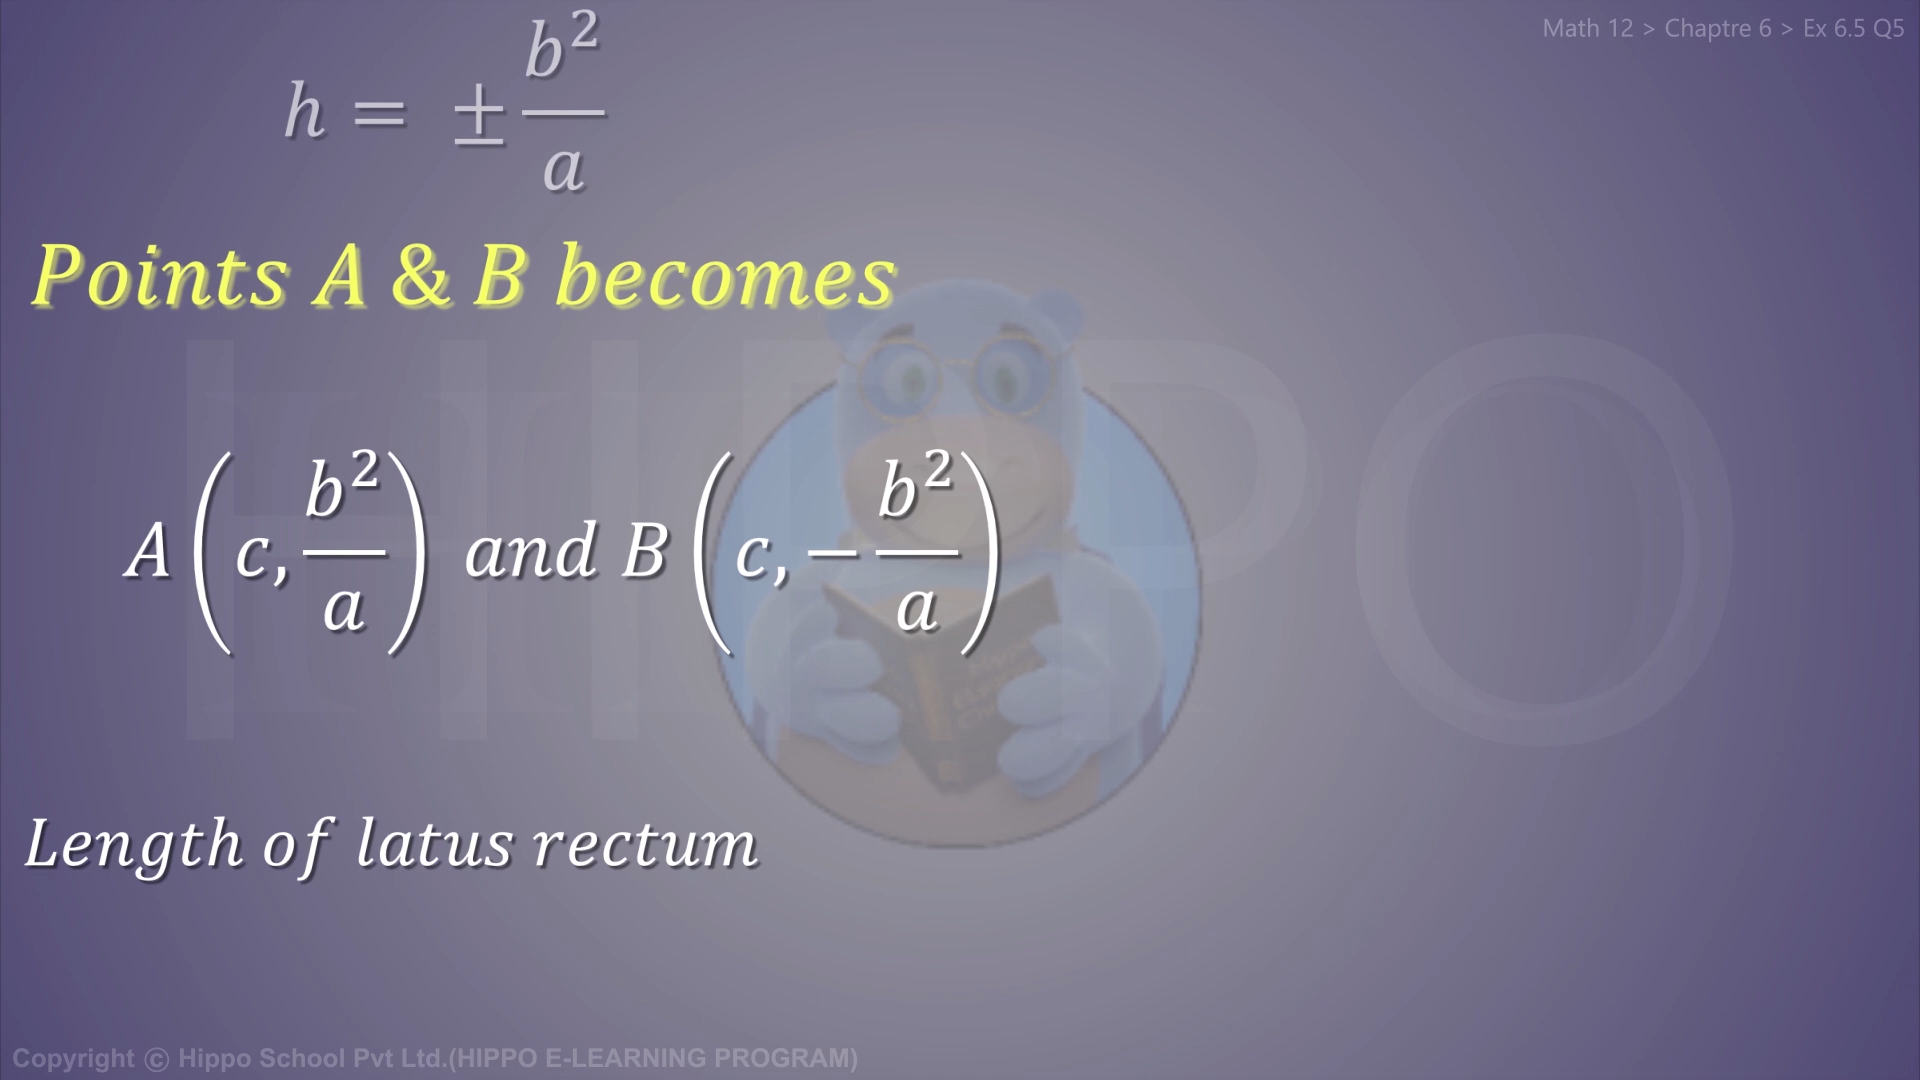 Math 12 > Chaptre 6 > Ex 6.5 Q5
h = ± b²/a
Points A & B becomes
A(c, b²/a) and B(c, −b²/a)
HIPPO
Length of latus rectum
Copyright © Hippo School Pvt Ltd.(HIPPO E-LEARNING PROGRAM)